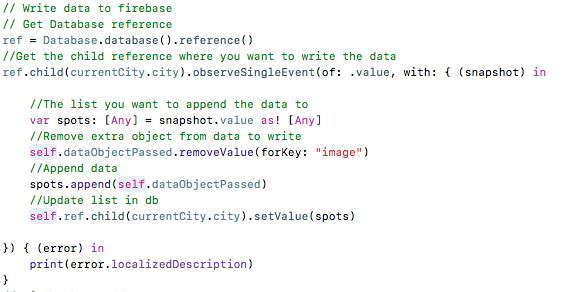 // Write data to firebase
// Get Database reference
ref = Database.database().reference()
//Get the child reference where you want to write the data
ref.child(currentCity.city).observeSingleEvent(of: .value, with: { (snapshot) in
//The list you want to append the data to
var spots: [Any] = snapshot.value as! [Any]
//Remove extra object from data to write
self.dataObjectPassed.removeValue(forKey: "image")
//Append data
spots.append(self.dataObjectPassed)
//Update list in db
self.ref.child(currentCity.city).setValue(spots)
}) { (error) in
print(error.localizedDescription)
}